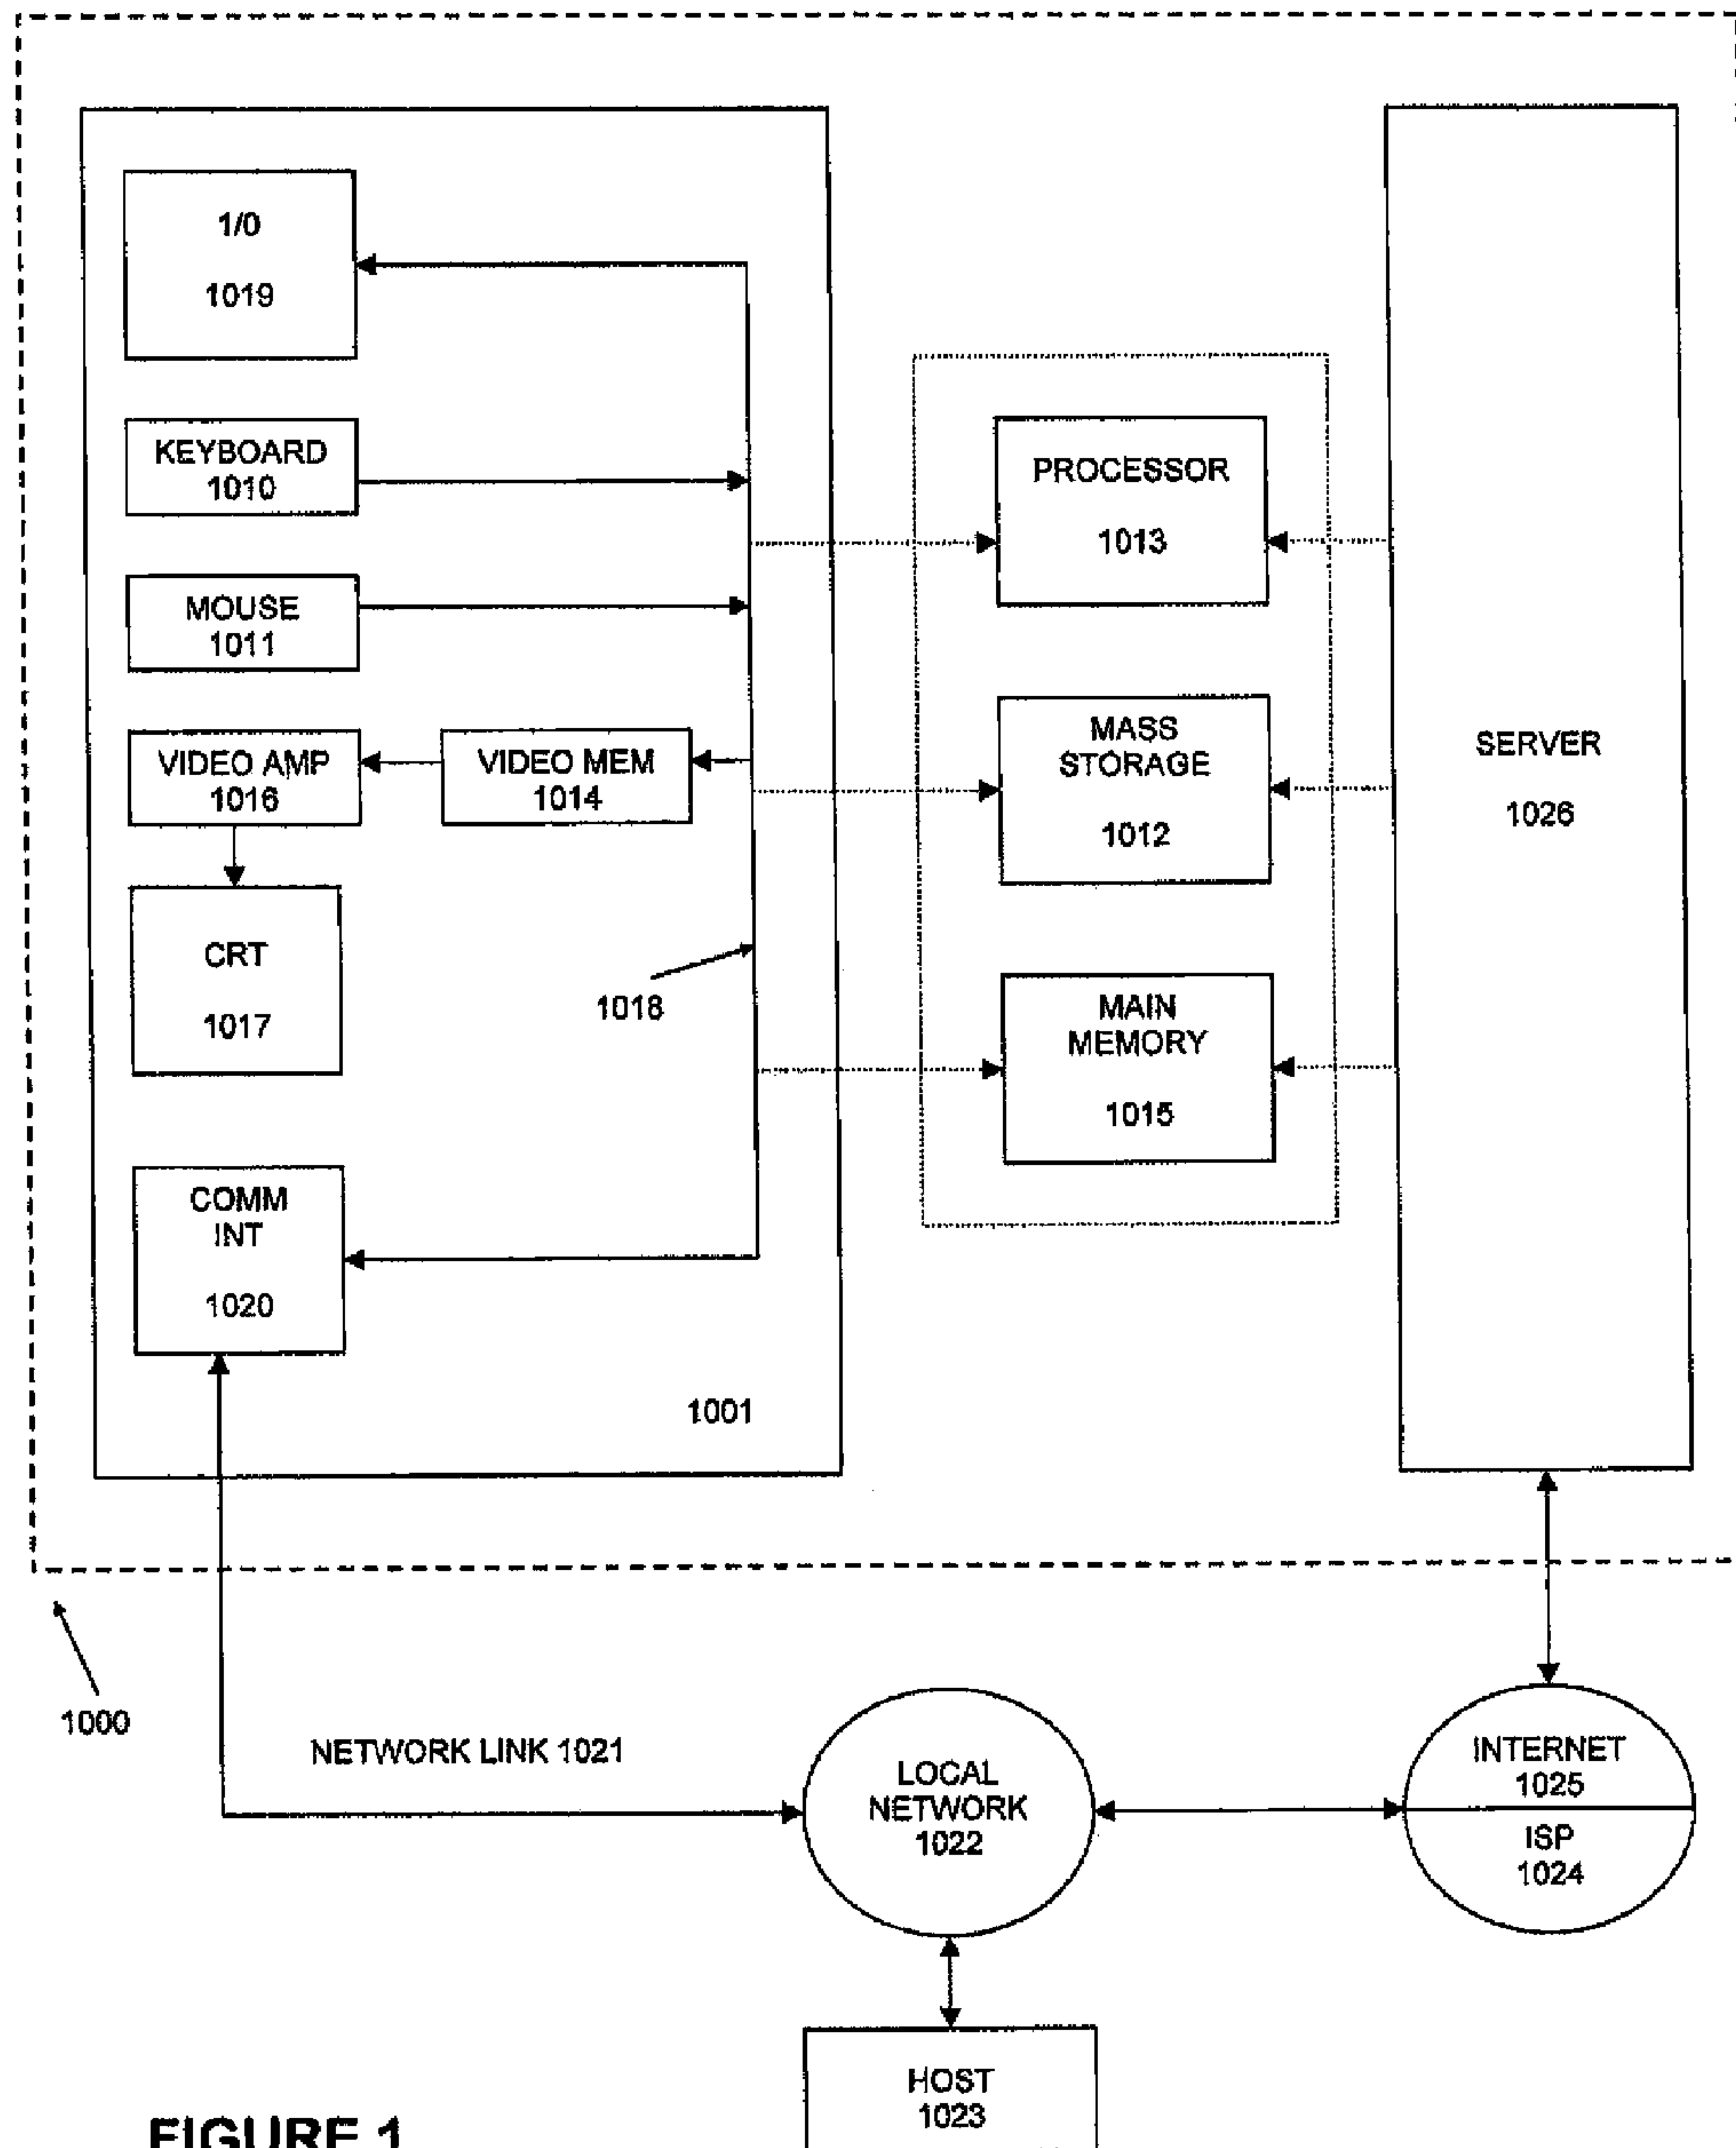 1/0
1019
KEYBOARD
1010
MOUSE
1011
VIDEO AMP
1016
VIDEO MEM
1014
CRT
1017
1018
COMM
INT
1020
1001
PROCESSOR
1013
MASS
STORAGE
1012
MAIN
MEMORY
1015
SERVER
1026
1000
NETWORK LINK 1021
LOCAL
NETWORK
1022
INTERNET
1025
ISP
1024
HOST
1023
FIGURE 1